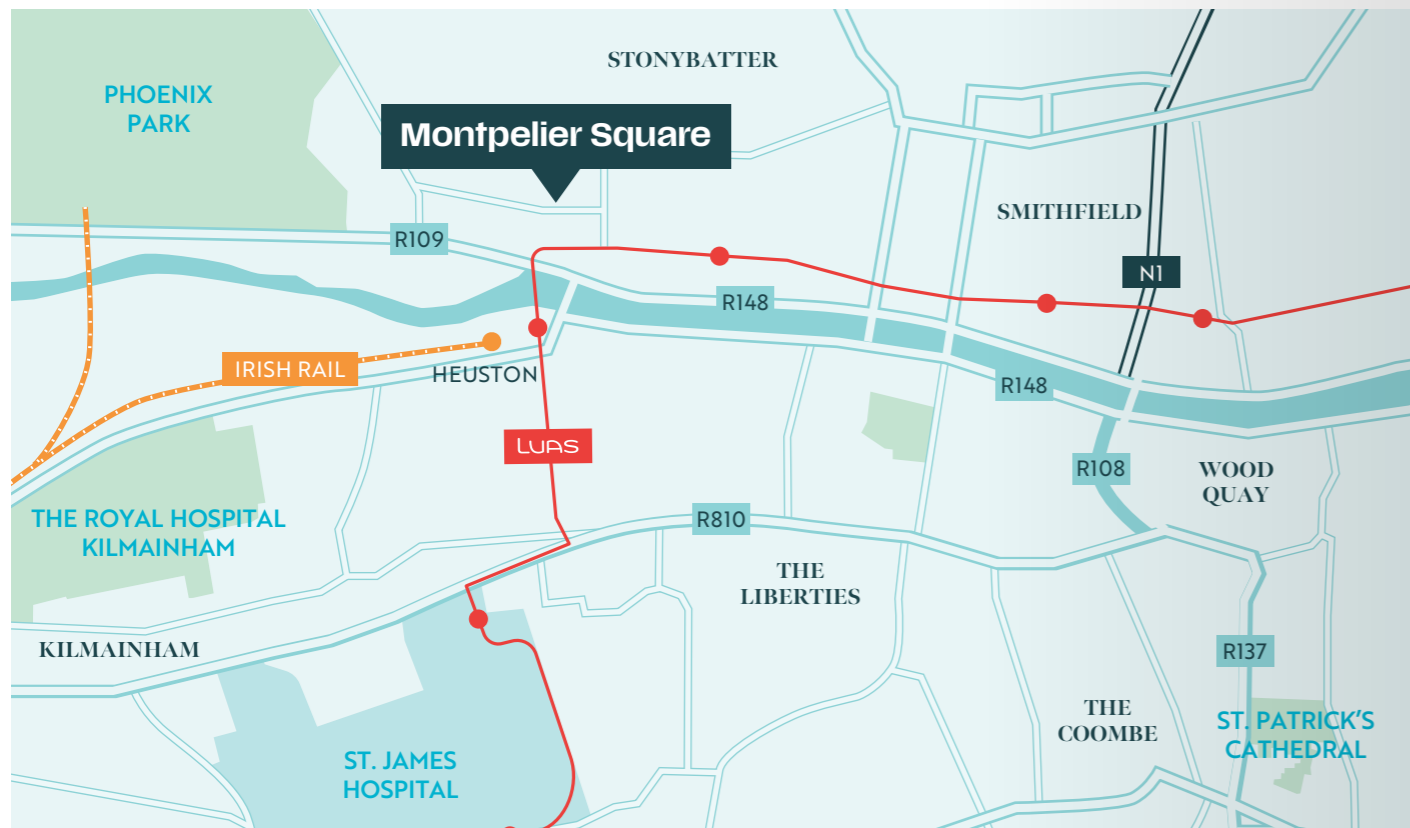 STONYBATTER
PHOENIX
PARK
Montpelier Square
SMITHFIELD
R109
N1
R148
IRISH RAIL
HEUSTON
R148
LUAS
R108
WOOD
QUAY
THE ROYAL HOSPITAL
KILMAINHAM
R810
THE
LIBERTIES
KILMAINHAM
R137
THE
COOMBE
ST. PATRICK'S
CATHEDRAL
ST. JAMES
HOSPITAL